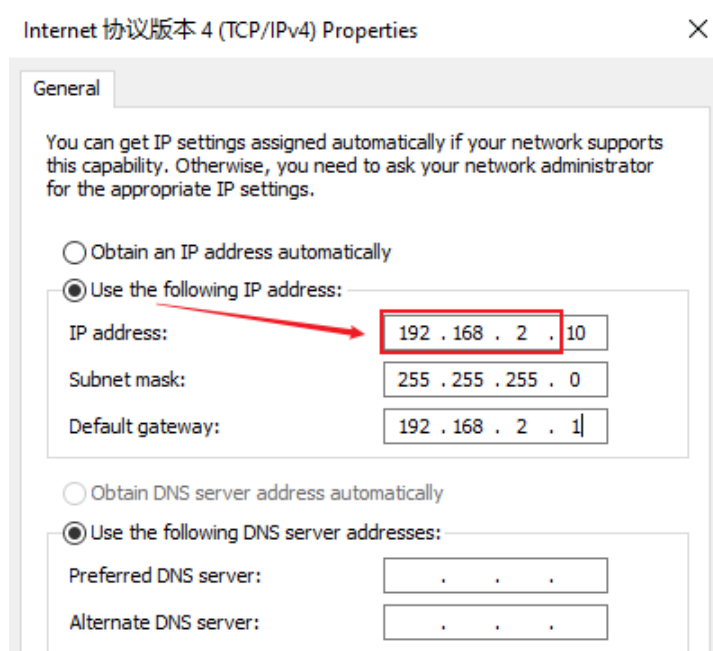 Internet 协议版本 4 (TCP/IPv4) Properties
General
You can get IP settings assigned automatically if your network supports
this capability. Otherwise, you need to ask your network administrator
for the appropriate IP settings.
Obtain an IP address automatically
Use the following IP address:
IP address: 192 . 168 . 2 . 10
Subnet mask: 255 . 255 . 255 . 0
Default gateway: 192 . 168 . 2 . 1
Obtain DNS server address automatically
Use the following DNS server addresses:
Preferred DNS server: . . .
Alternate DNS server: . . .